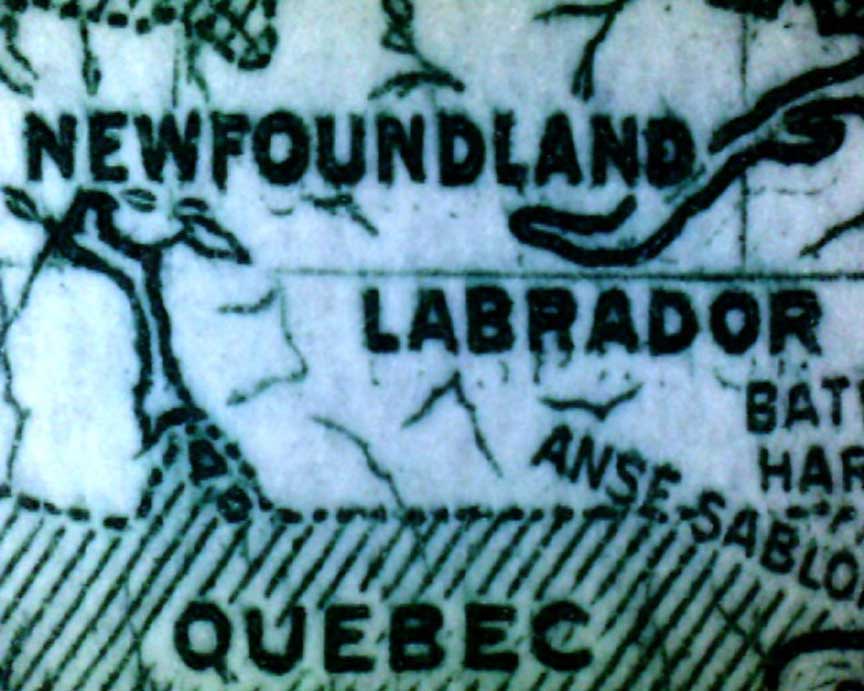 NEWFOUNDLAND
LABRADOR
BAT
HAR
ANSE-SABLO
QUEBEC